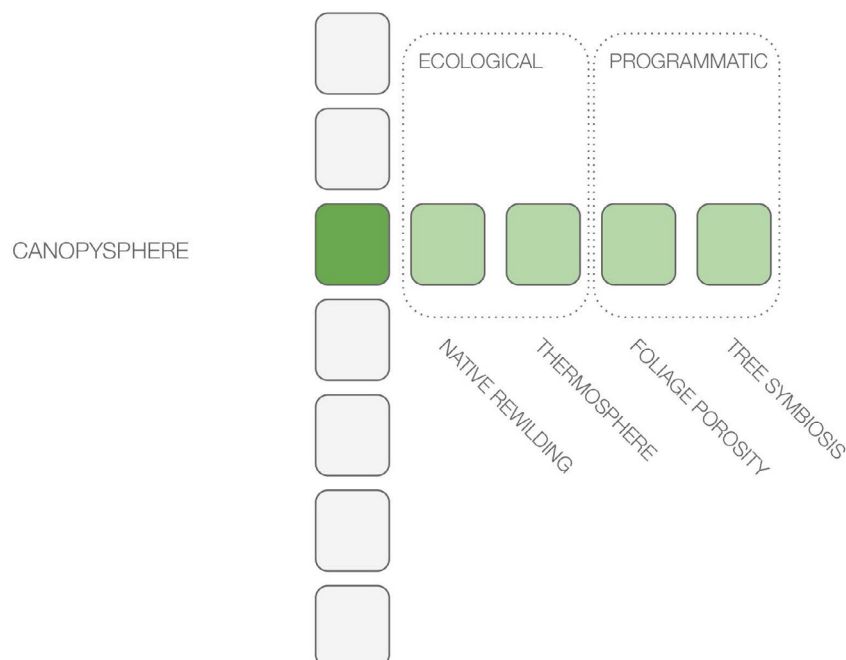 ECOLOGICAL
PROGRAMMATIC
CANOPYSPHERE
NATIVE REWILDING
THERMOSPHERE
FOLIAGE POROSITY
TREE SYMBIOSIS